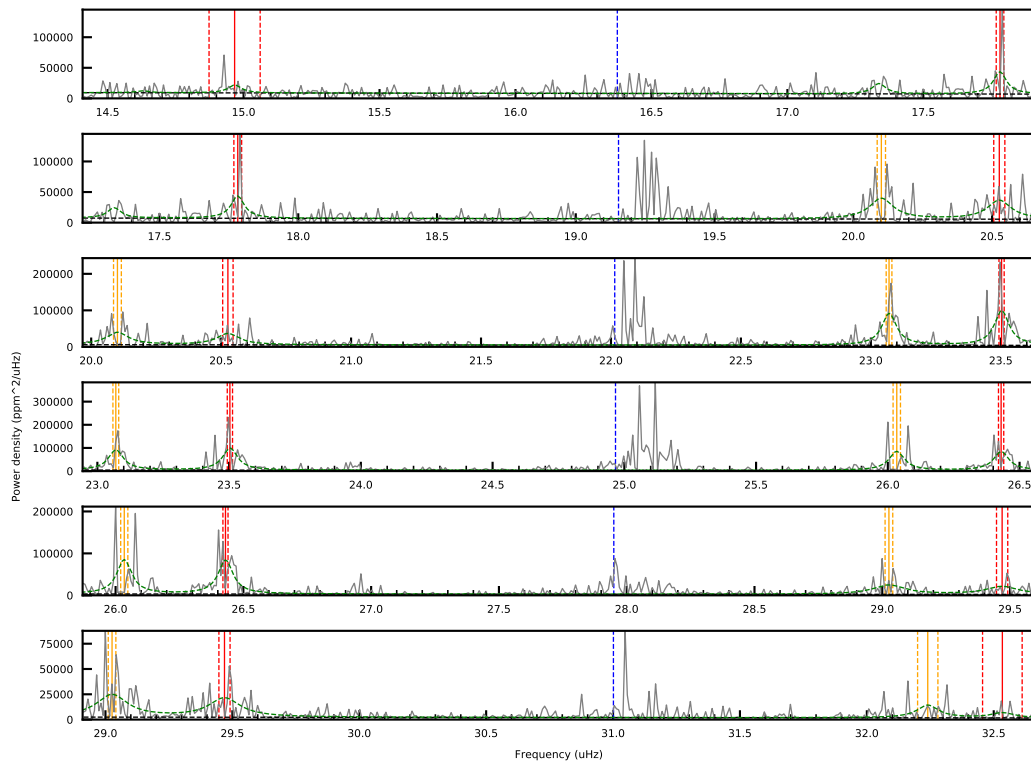 100000
50000
0
14.5 15.0 15.5 16.0 16.5 17.0 17.5
100000
50000
0
17.5 18.0 18.5 19.0 19.5 20.0 20.5
200000
100000
0
20.0 20.5 21.0 21.5 22.0 22.5 23.0 23.5
Power density (ppm^2/uHz)
300000
200000
100000
0
23.0 23.5 24.0 24.5 25.0 25.5 26.0 26.5
200000
100000
0
26.0 26.5 27.0 27.5 28.0 28.5 29.0 29.5
75000
50000
25000
0
29.0 29.5 30.0 30.5 31.0 31.5 32.0 32.5
Frequency (uHz)